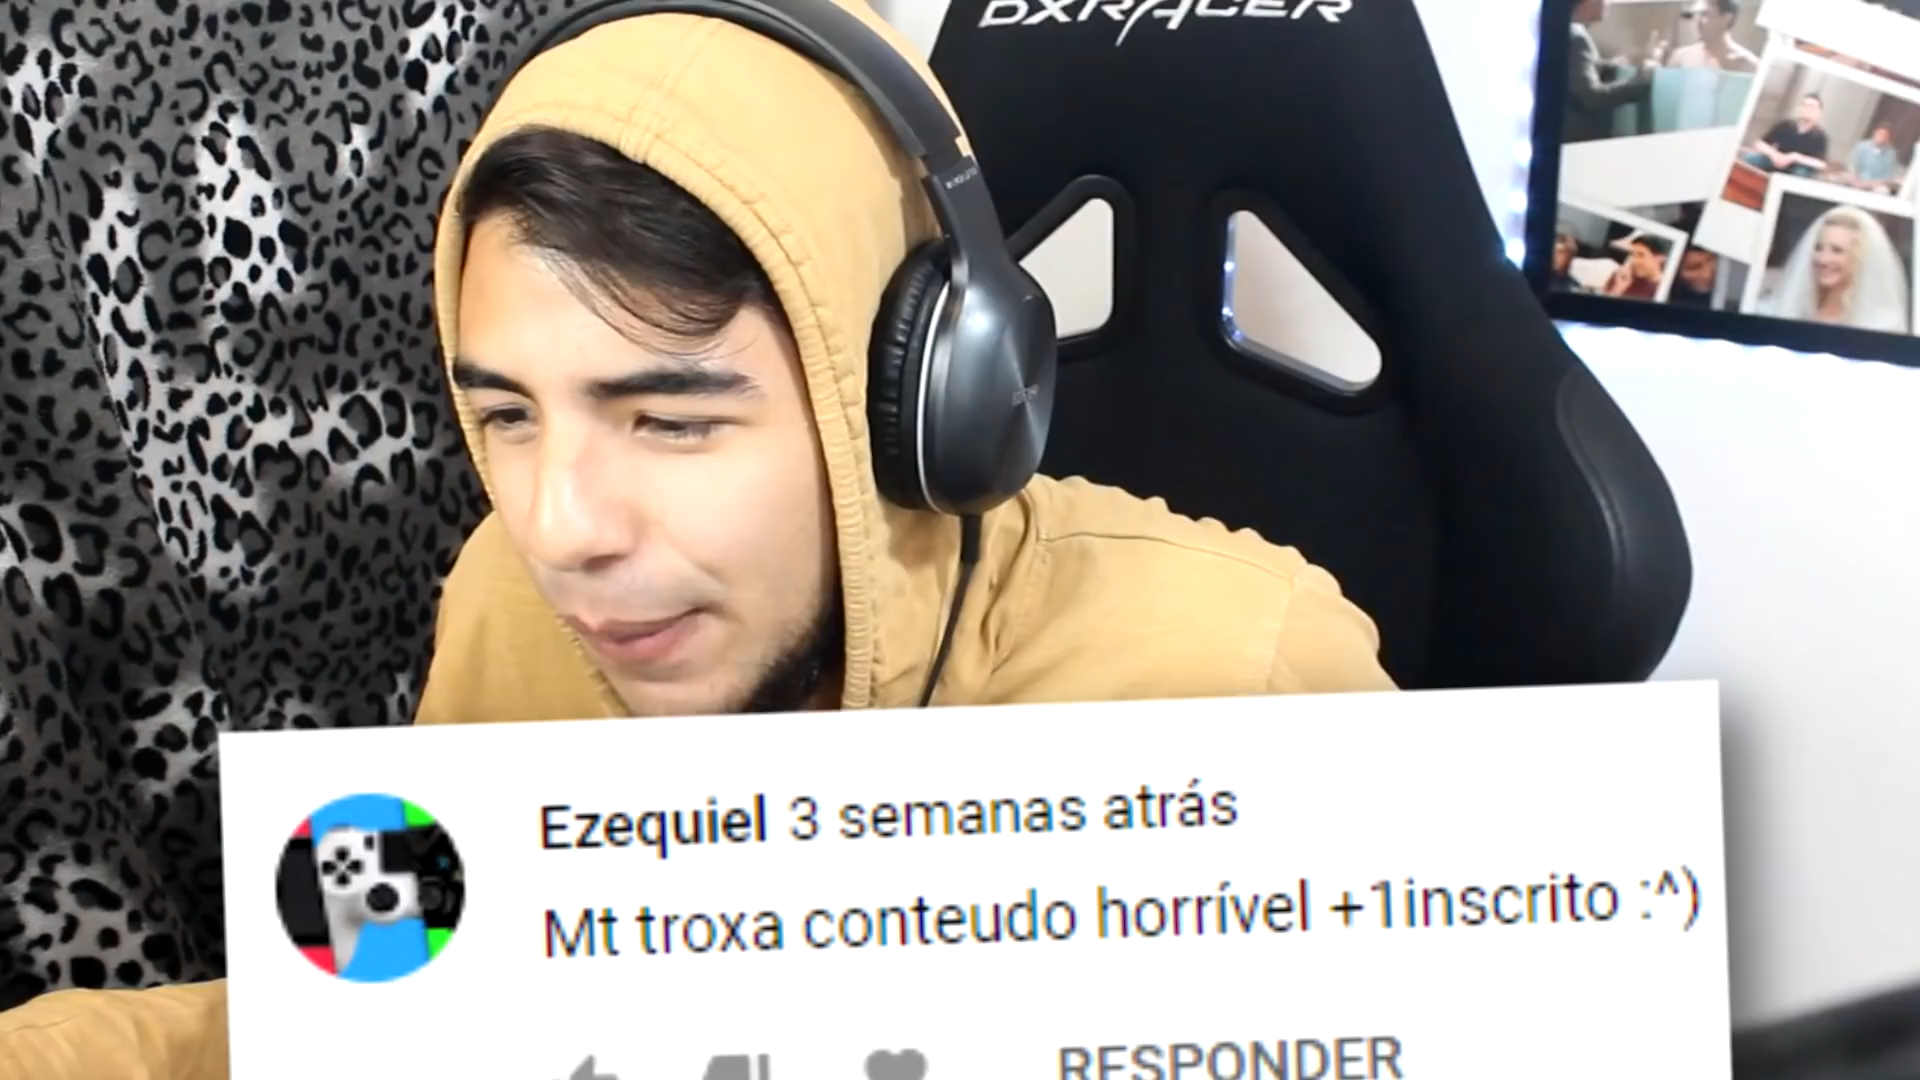 DXRACER
Ezequiel 3 semanas atrás
Mt troxa conteudo horrível +1inscrito :^)
RESPONDER